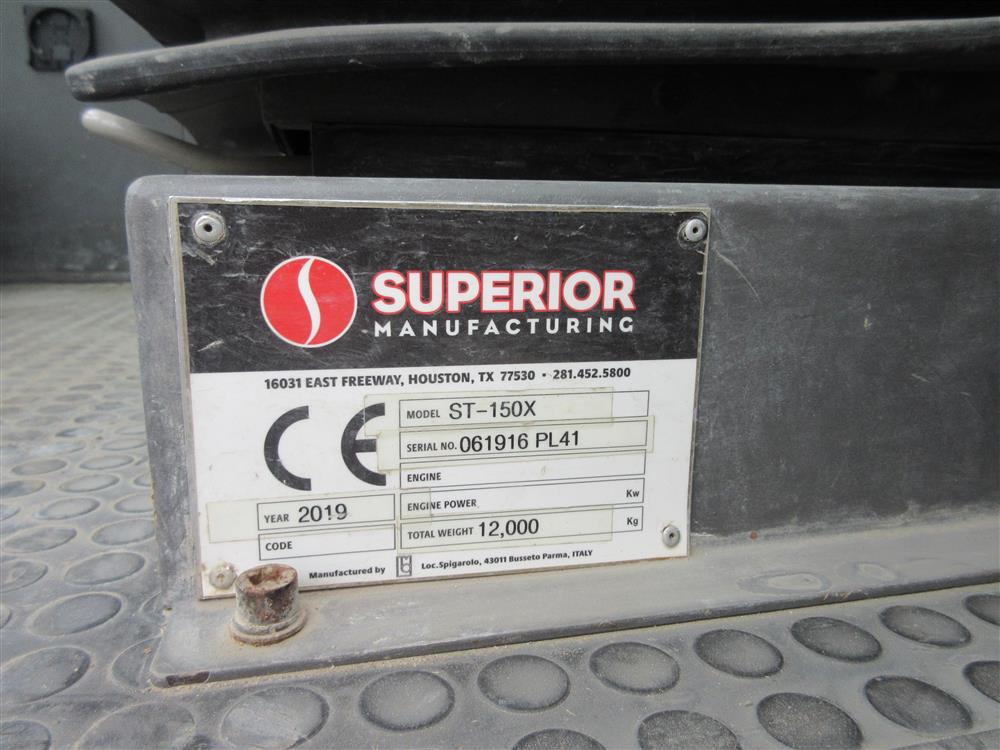 SUPERIOR
MANUFACTURING
16031 EAST FREEWAY, HOUSTON, TX 77530 • 281.452.5800
CE
MODEL ST-150X
SERIAL NO. 061916 PL41
ENGINE
YEAR 2019
ENGINE POWER Kw
CODE
TOTAL WEIGHT 12,000 Kg
Manufactured by Loc.Spigarolo, 43011 Busseto Parma, ITALY